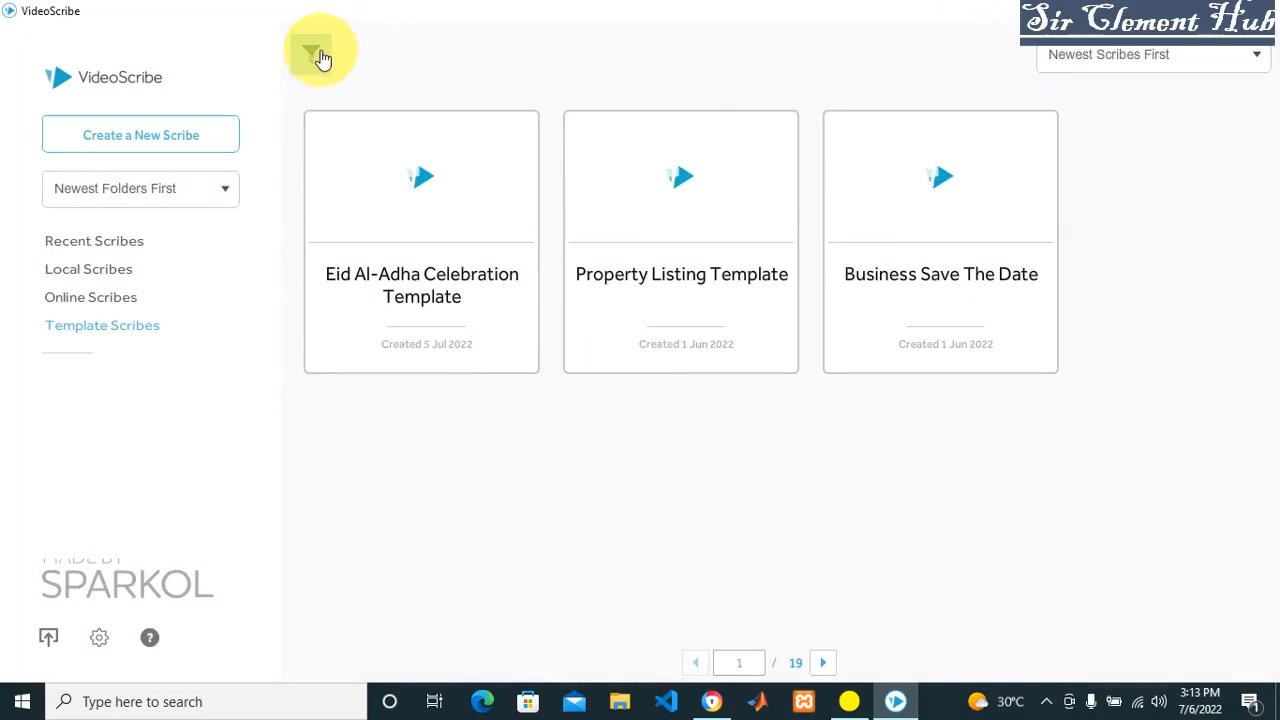 VideoScribe
Sir Clement Hub
Newest Scribes First
VideoScribe
Create a New Scribe
Newest Folders First
Recent Scribes
Local Scribes
Online Scribes
Template Scribes
Eid Al-Adha Celebration
Template
Created 5 Jul 2022
Property Listing Template
Created 1 Jun 2022
Business Save The Date
Created 1 Jun 2022
MADE BY
SPARKOL
?
1 / 19
Type here to search
30°C
3:13 PM
7/6/2022
1